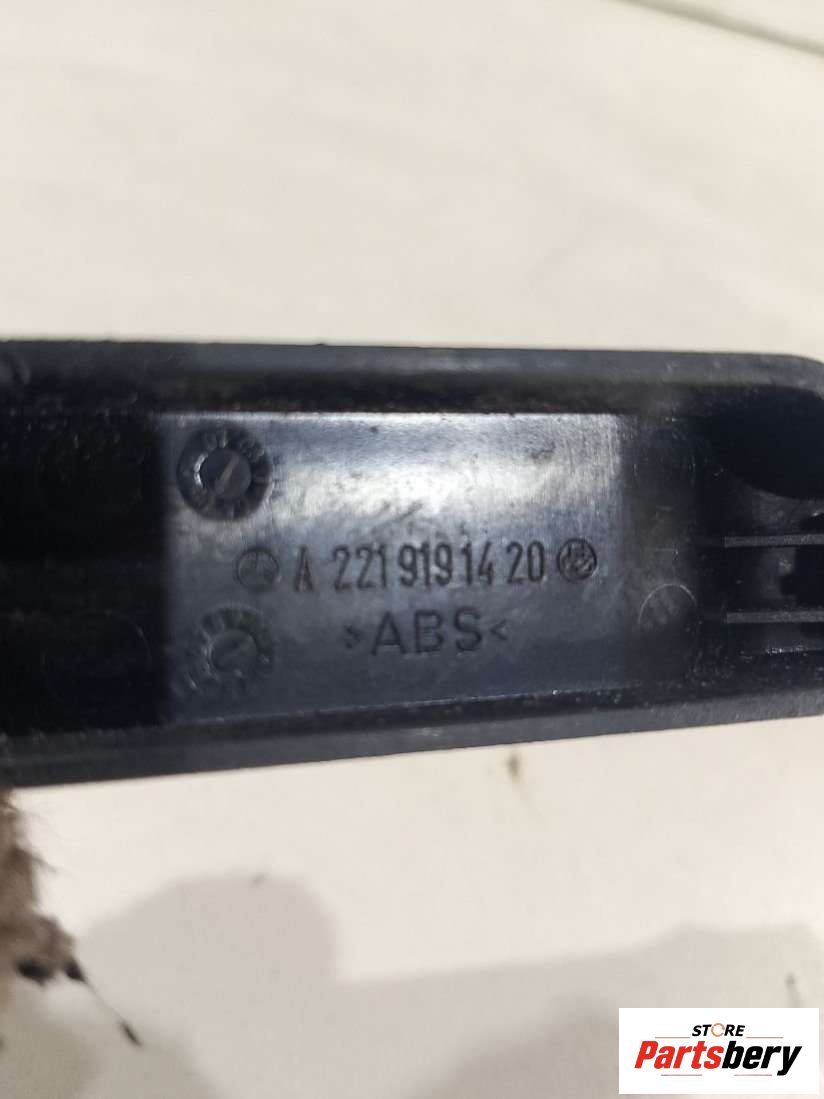 A 221 919 14 20
>ABS<
STORE
Partsbery